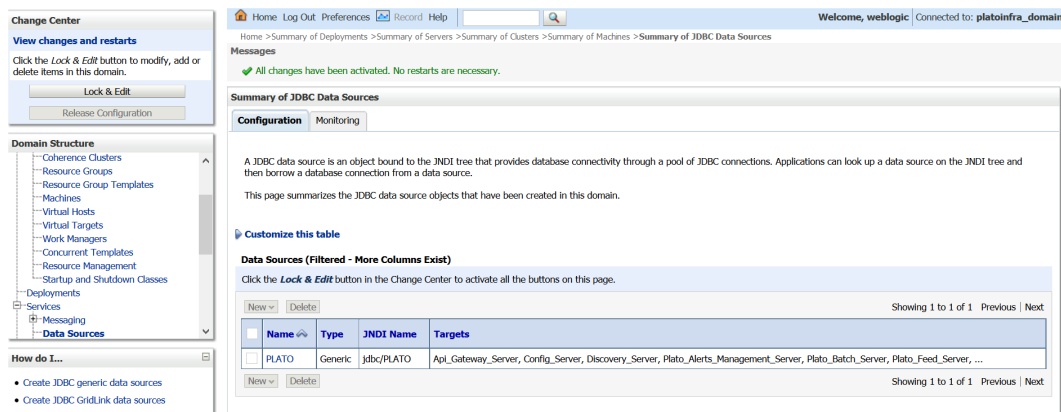 Change Center
View changes and restarts
Click the Lock & Edit button to modify, add or
delete items in this domain.
Lock & Edit
Release Configuration
Domain Structure
Coherence Clusters
Resource Groups
Resource Group Templates
Machines
Virtual Hosts
Virtual Targets
Work Managers
Concurrent Templates
Resource Management
Startup and Shutdown Classes
Deployments
Services
Messaging
Data Sources
How do I...
Create JDBC generic data sources
Create JDBC GridLink data sources
Home Log Out Preferences Record Help
Welcome, weblogic Connected to: platoinfra_domain
Home >Summary of Deployments >Summary of Servers >Summary of Clusters >Summary of Machines >Summary of JDBC Data Sources
Messages
All changes have been activated. No restarts are necessary.
Summary of JDBC Data Sources
Configuration Monitoring
A JDBC data source is an object bound to the JNDI tree that provides database connectivity through a pool of JDBC connections. Applications can look up a data source on the JNDI tree and
then borrow a database connection from a data source.
This page summarizes the JDBC data source objects that have been created in this domain.
Customize this table
Data Sources (Filtered - More Columns Exist)
Click the Lock & Edit button in the Change Center to activate all the buttons on this page.
New Delete Showing 1 to 1 of 1 Previous | Next
Name Type JNDI Name Targets
PLATO Generic jdbc/PLATO Api_Gateway_Server, Config_Server, Discovery_Server, Plato_Alerts_Management_Server, Plato_Batch_Server, Plato_Feed_Server, ...
New Delete Showing 1 to 1 of 1 Previous | Next